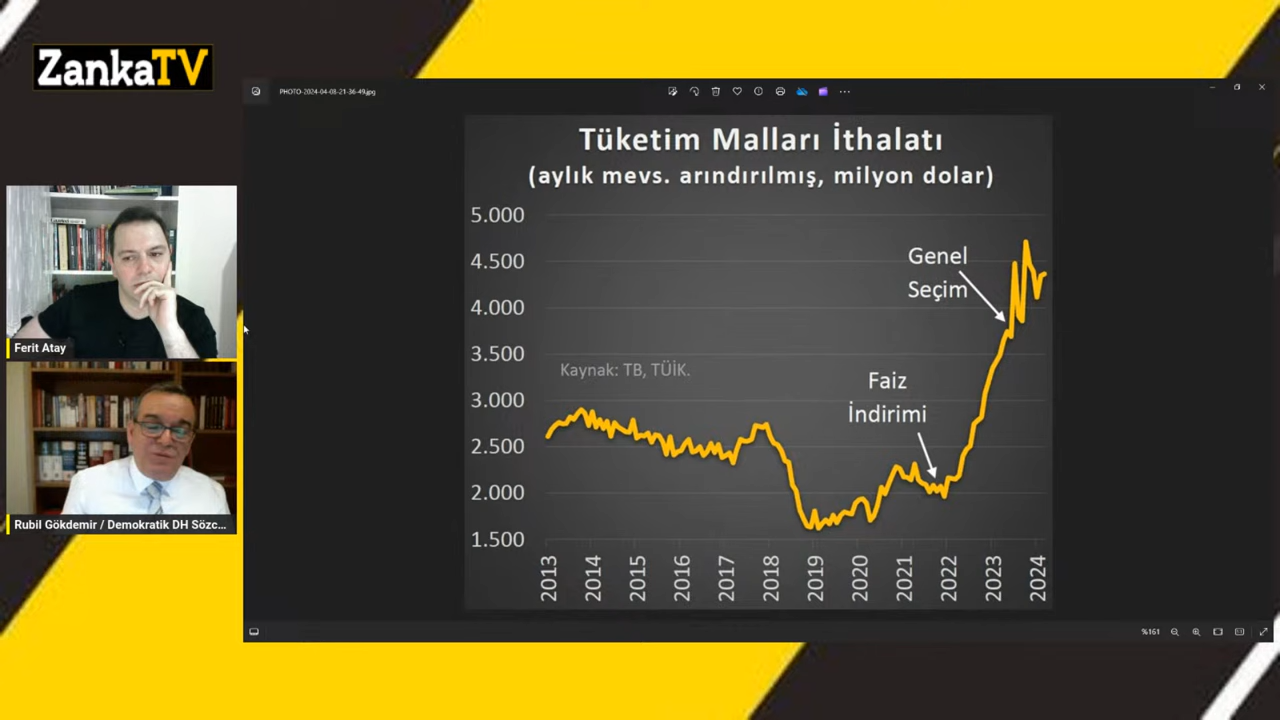 ZankaTV
PHOTO-2024-04-08-21-36-49.jpg
Tüketim Malları İthalatı
(aylık mevs. arındırılmış, milyon dolar)
5.000
4.500
4.000
3.500
3.000
2.500
2.000
1.500
Genel
Seçim
Kaynak: TB, TÜİK.
Faiz
İndirimi
2013
2014
2015
2016
2017
2018
2019
2020
2021
2022
2023
2024
Ferit Atay
Rubil Gökdemir / Demokratik DH Sözc...
%161